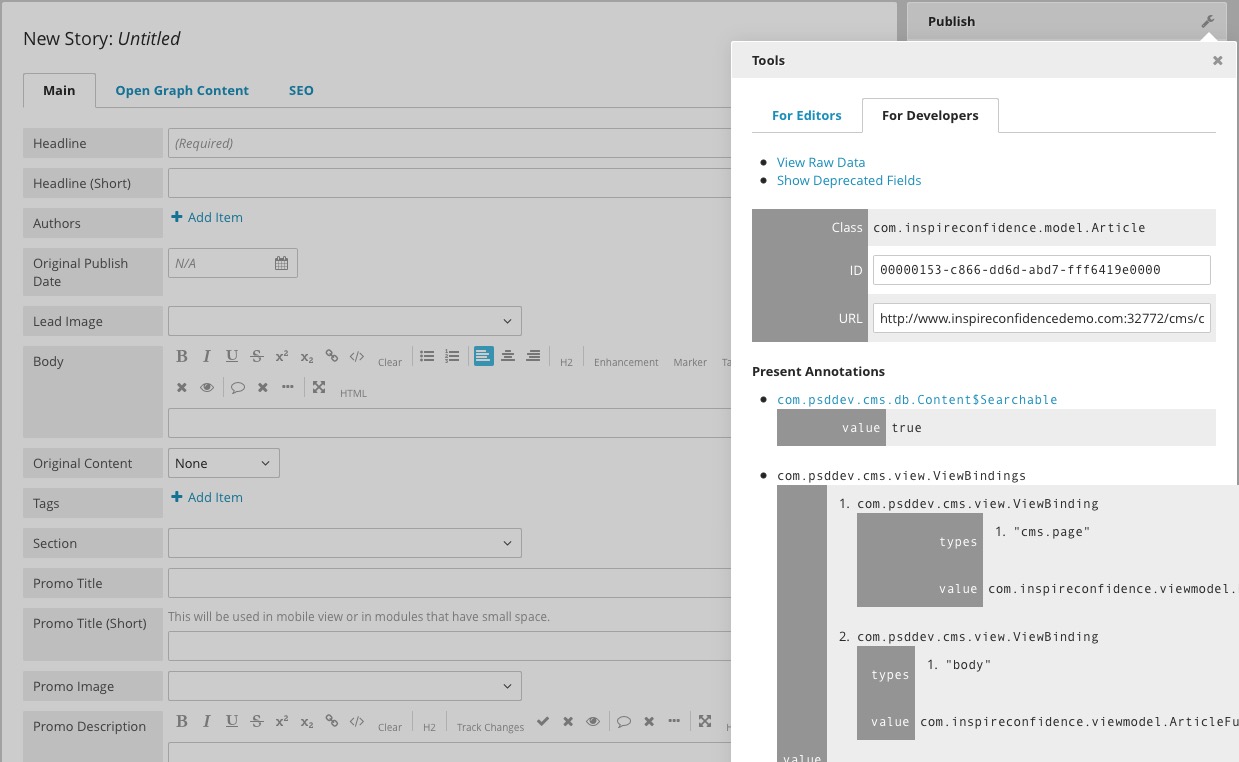 New Story: Untitled
Main
Open Graph Content
SEO
Headline
(Required)
Headline (Short)
Authors
Add Item
Original Publish
Date
N/A
Lead Image
Body
B I U S x² x₂ </> Clear H2 Enhancement Marker
HTML
Original Content
None
Tags
Add Item
Section
Promo Title
Promo Title (Short)
This will be used in mobile view or in modules that have small space.
Promo Image
Promo Description
B I U S x² x₂ </> Clear H2 Track Changes
Publish
Tools
For Editors
For Developers
View Raw Data
Show Deprecated Fields
Class
com.inspireconfidence.model.Article
ID
00000153-c866-dd6d-abd7-fff6419e0000
URL
http://www.inspireconfidencedemo.com:32772/cms/c
Present Annotations
com.psddev.cms.db.Content$Searchable
value
true
com.psddev.cms.view.ViewBindings
1. com.psddev.cms.view.ViewBinding
types
1. "cms.page"
value
com.inspireconfidence.viewmodel.
2. com.psddev.cms.view.ViewBinding
types
1. "body"
value
com.inspireconfidence.viewmodel.ArticleFu
value